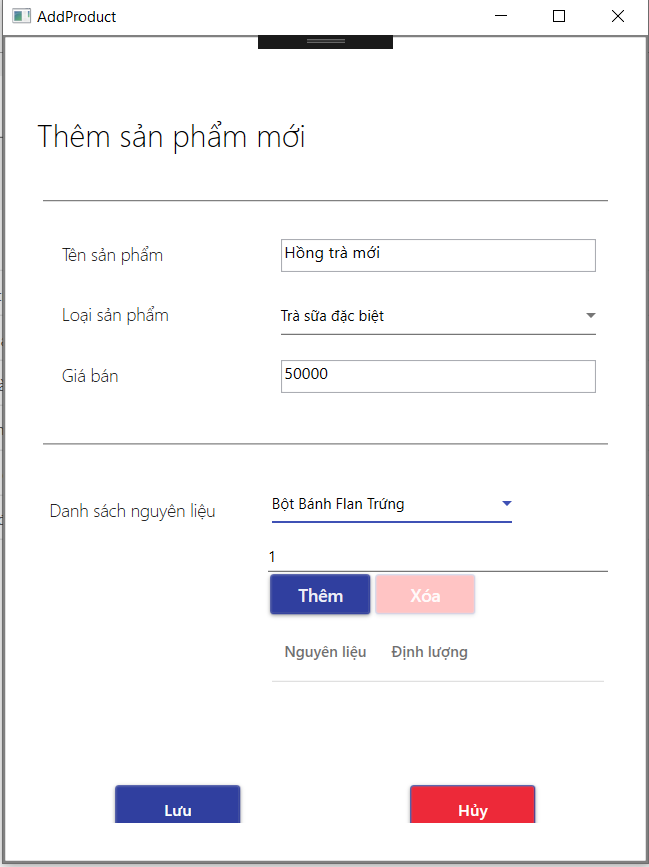 AddProduct
Thêm sản phẩm mới
Tên sản phẩm Hồng trà mới
Loại sản phẩm Trà sữa đặc biệt
Giá bán 50000
Danh sách nguyên liệu Bột Bánh Flan Trứng
1
Thêm Xóa
Nguyên liệu Định lượng
Lưu Hủy